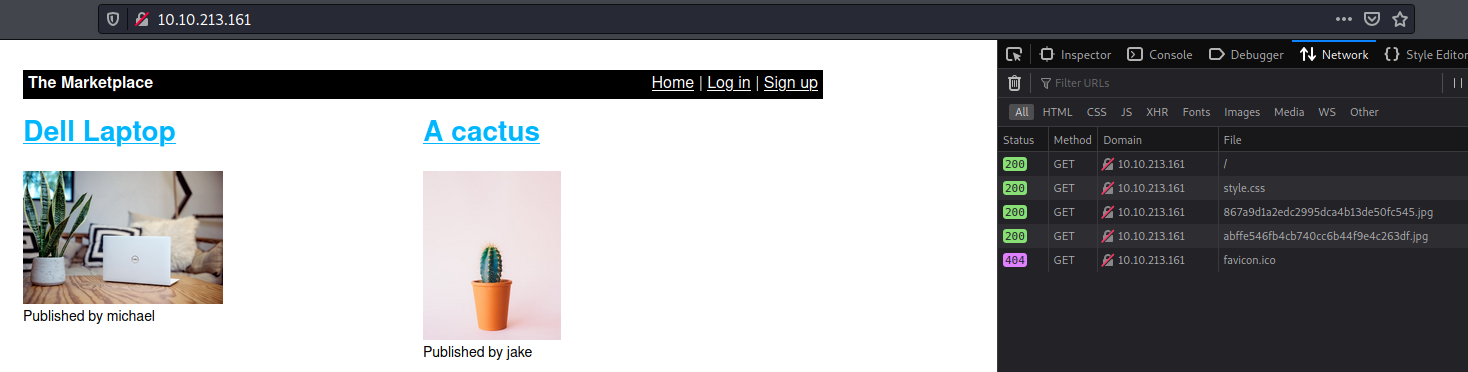 10.10.213.161
Inspector Console Debugger Network Style Editor
Filter URLs
The Marketplace Home | Log in | Sign up
All HTML CSS JS XHR Fonts Images Media WS Other
Dell Laptop A cactus
Status Method Domain File
200 GET 10.10.213.161 /
200 GET 10.10.213.161 style.css
200 GET 10.10.213.161 867a9d1a2edc2995dca4b13de50fc545.jpg
200 GET 10.10.213.161 abffe546fb4cb740cc6b44f9e4c263df.jpg
404 GET 10.10.213.161 favicon.ico
Published by michael
Published by jake